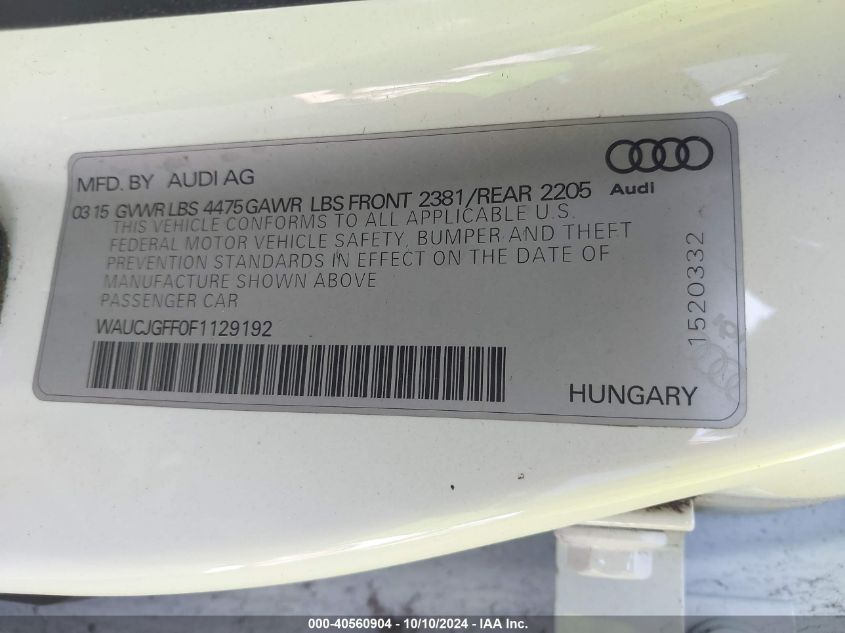 MFD. BY AUDI AG
Audi
03 15 GVWR LBS 4475 GAWR LBS FRONT 2381/REAR 2205
THIS VEHICLE CONFORMS TO ALL APPLICABLE U.S.
FEDERAL MOTOR VEHICLE SAFETY, BUMPER AND THEFT
PREVENTION STANDARDS IN EFFECT ON THE DATE OF
MANUFACTURE SHOWN ABOVE
PASSENGER CAR
WAUCJGFF0F1129192
1520332
HUNGARY
000-40560904 - 10/10/2024 - IAA Inc.